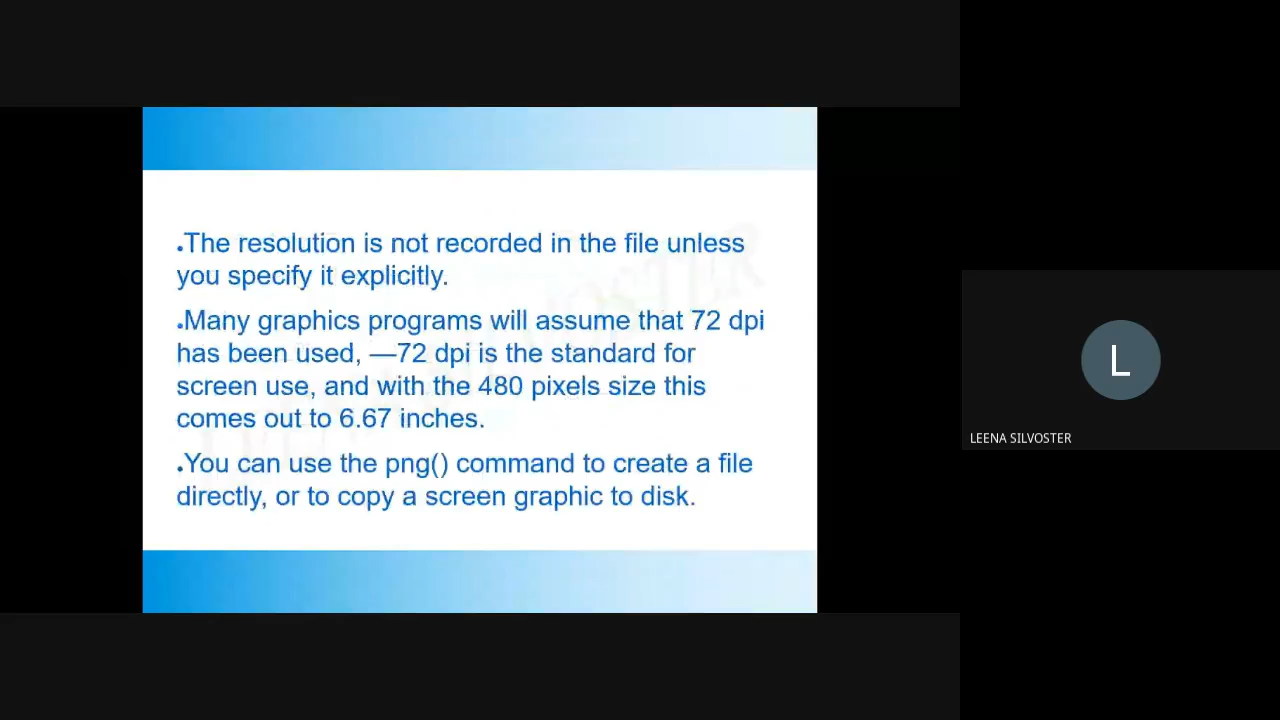 .The resolution is not recorded in the file unless
you specify it explicitly.
.Many graphics programs will assume that 72 dpi
has been used, —72 dpi is the standard for
screen use, and with the 480 pixels size this
comes out to 6.67 inches.
.You can use the png() command to create a file
directly, or to copy a screen graphic to disk.
L
LEENA SILVOSTER